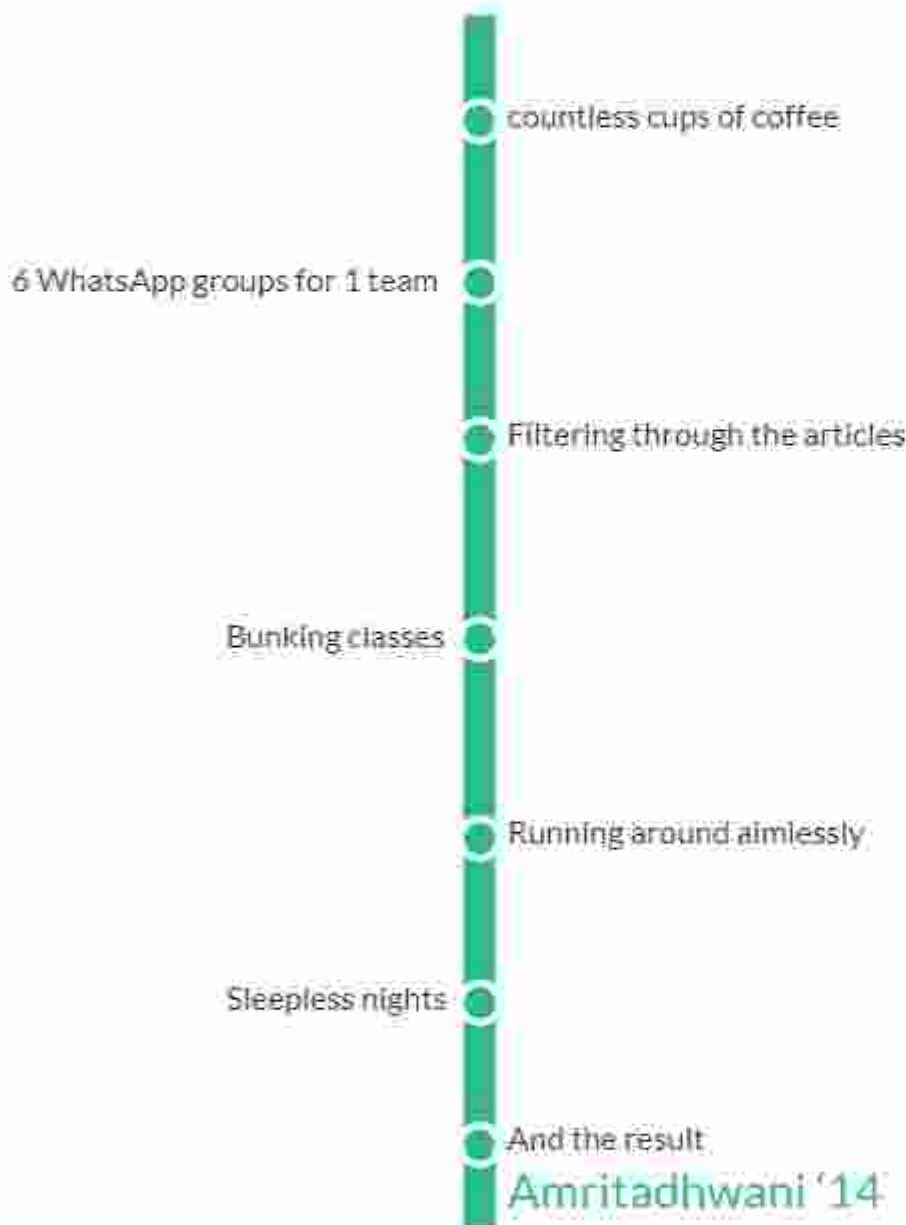 countless cups of coffee
6 WhatsApp groups for 1 team
Filtering through the articles
Bunking classes
Running around aimlessly
Sleepless nights
And the result
Amritadhwani ‘14